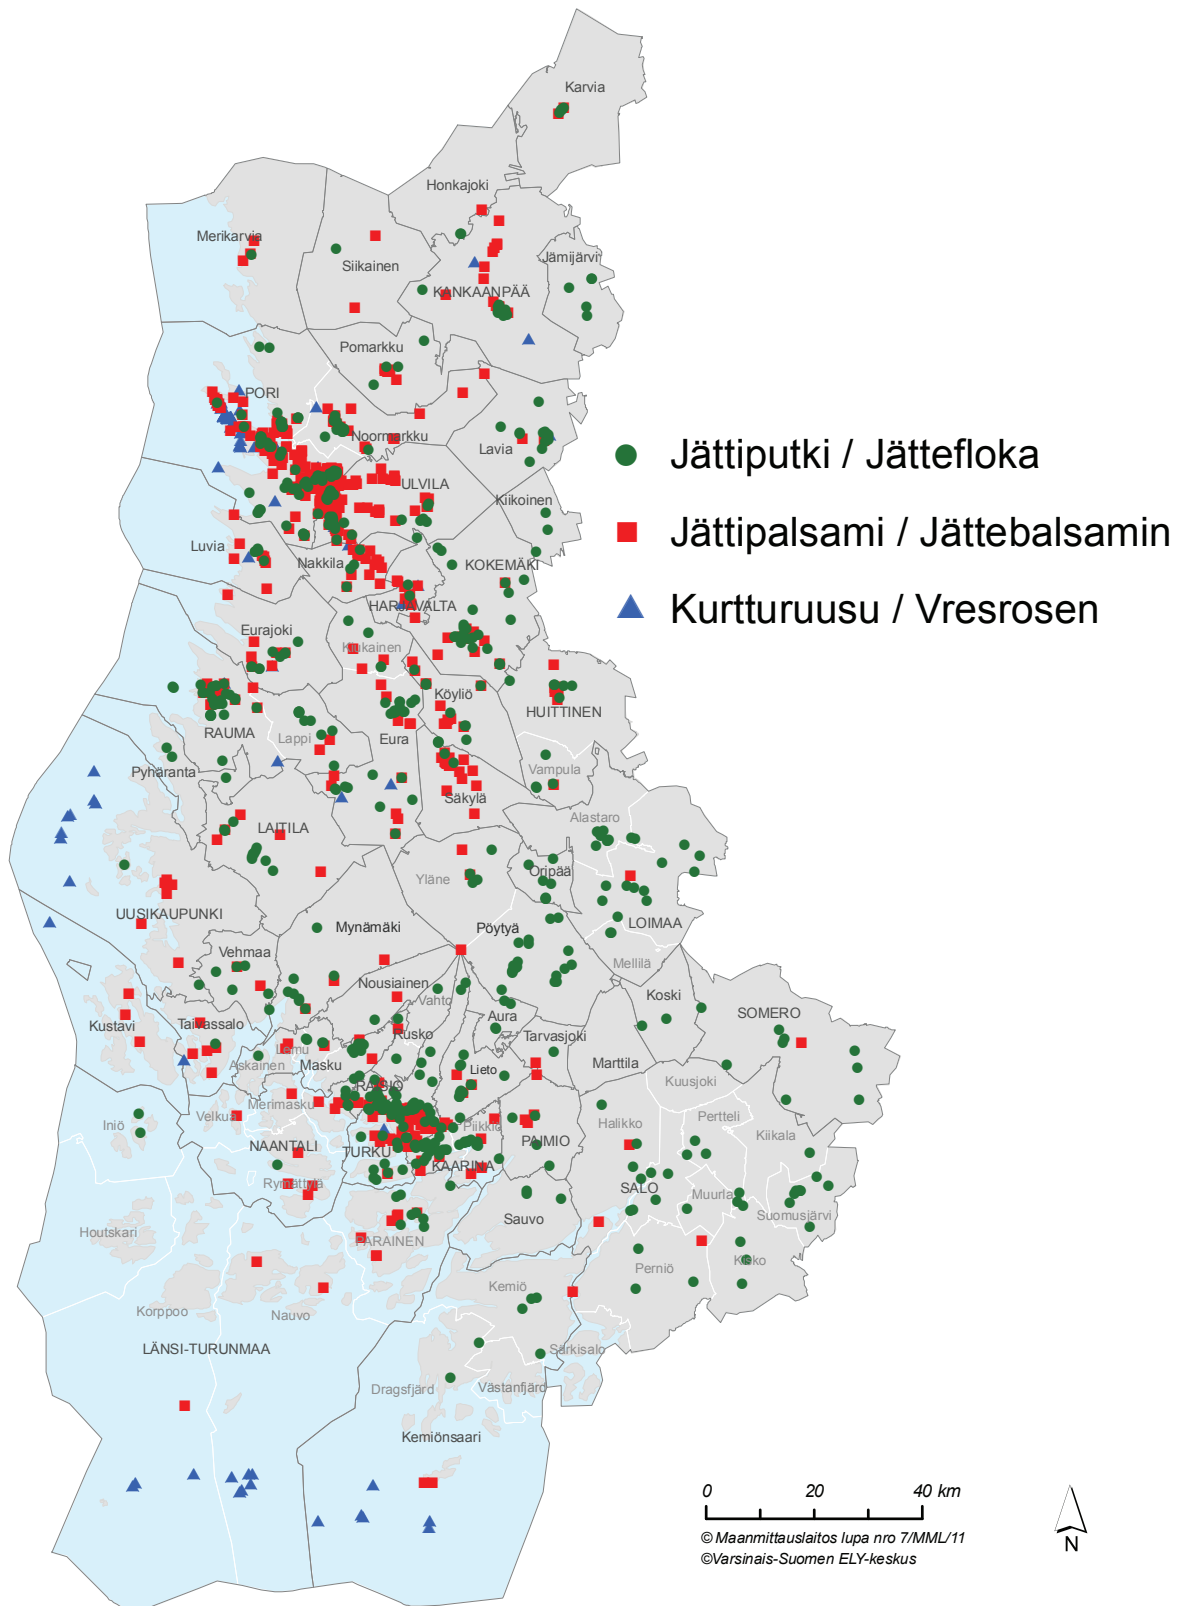 Karvia
Honkajoki
Merikarvia
Siikainen
Jämijärvi
KANKAANPÄÄ
Pomarkku
PORI
Noormarkku
Lavia
Jättiputki / Jättefloka
ULVILA
Kiikoinen
Jättipalsami / Jättebalsamin
Luvia
Nakkila
KOKEMÄKI
HARJAVALTA
Kurtturuusu / Vresrosen
Eurajoki
Kiukainen
Köyliö
HUITTINEN
RAUMA
Lappi
Eura
Pyhäranta
Vampula
Säkylä
Alastaro
LAITILA
Yläne
Oripää
UUSIKAUPUNKI
Mynämäki
Pöytyä
LOIMAA
Vehmaa
Mellilä
Nousiainen
Vahto
Koski
SOMERO
Kustavi
Taivassalo
Aura
Rusko
Tarvasjoki
Lemu
Askainen
Masku
Lieto
Marttila
Kuusjoki
RAISIO
Merimasku
Velkua
Iniö
Piikkiö
Halikko
Pertteli
Kiikala
NAANTALI
TURKU
PAIMIO
KAARINA
Rymättylä
SALO
Muurla
Suomusjärvi
Sauvo
Houtskari
PARAINEN
Perniö
Kisko
Kemiö
Korppoo
Nauvo
LÄNSI-TURUNMAA
Särkisalo
Dragsfjärd
Västanfjärd
Kemiönsaari
0 20 40 km
© Maanmittauslaitos lupa nro 7/MML/11
©Varsinais-Suomen ELY-keskus
N